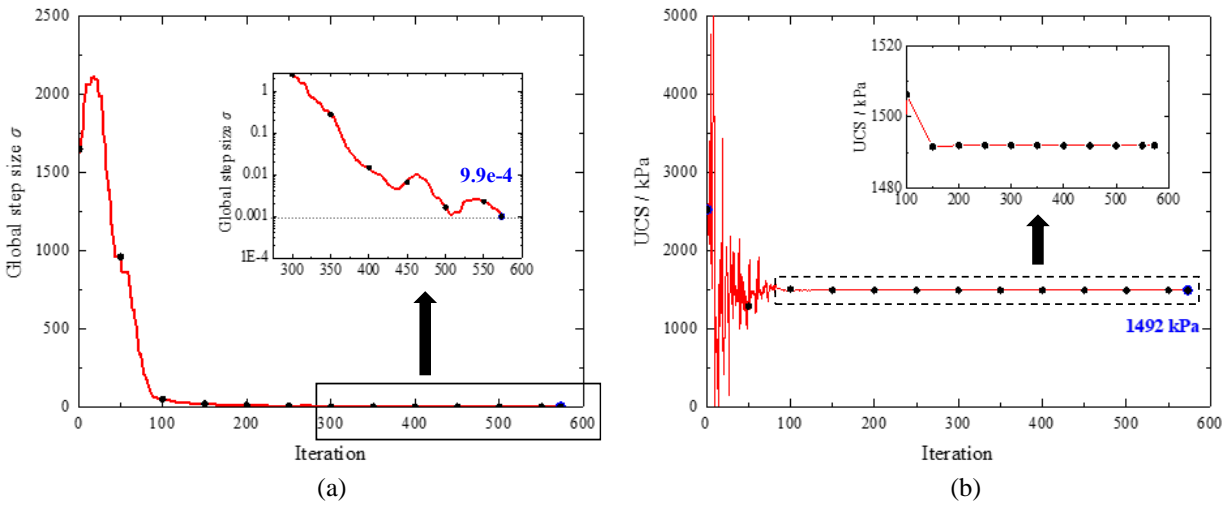 2500
2000
1500
1000
500
0
0 100 200 300 400 500 600
Global step size σ
Iteration
1
0.1
0.01
0.001
1E-4
300 350 400 450 500 550 600
Global step size σ
9.9e-4
(a)
5000
4000
3000
2000
1000
0
0 100 200 300 400 500 600
UCS / kPa
Iteration
1520
1500
1480
100 200 300 400 500 600
UCS / kPa
1492 kPa
(b)